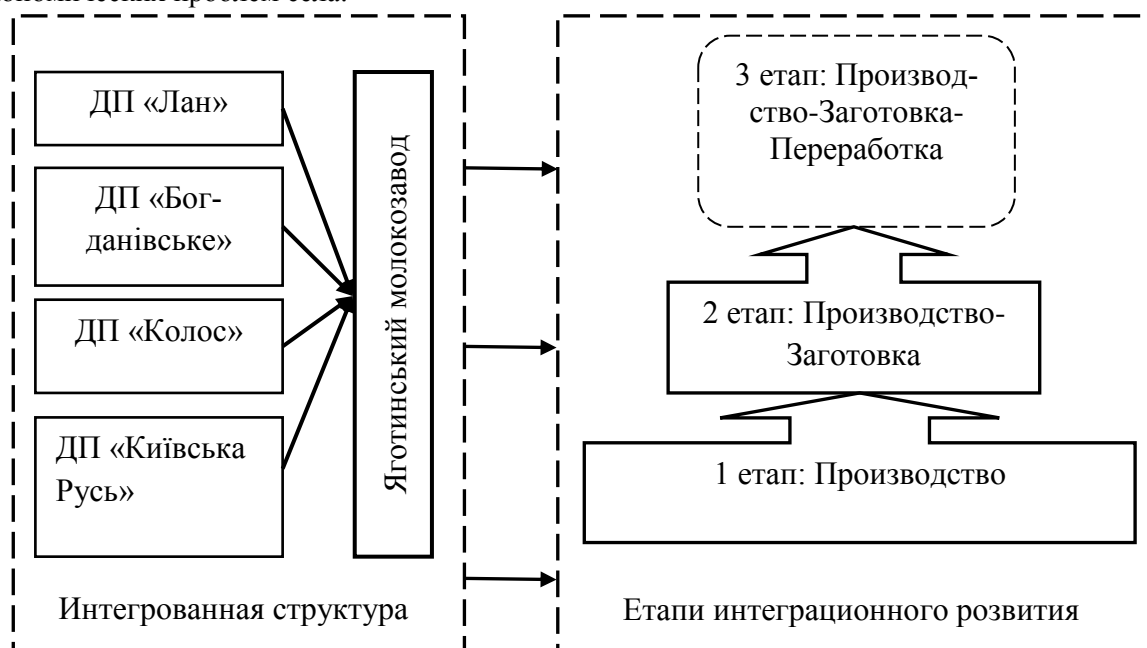 ДП «Лан»
ДП «Бог-
данівське»
ДП «Колос»
ДП «Київська
Русь»
Яготинський молокозавод
Интегрованная структура
3 етап: Производ-
ство-Заготовка-
Переработка
2 етап: Производство-
Заготовка
1 етап: Производство
Етапи интеграционного розвития